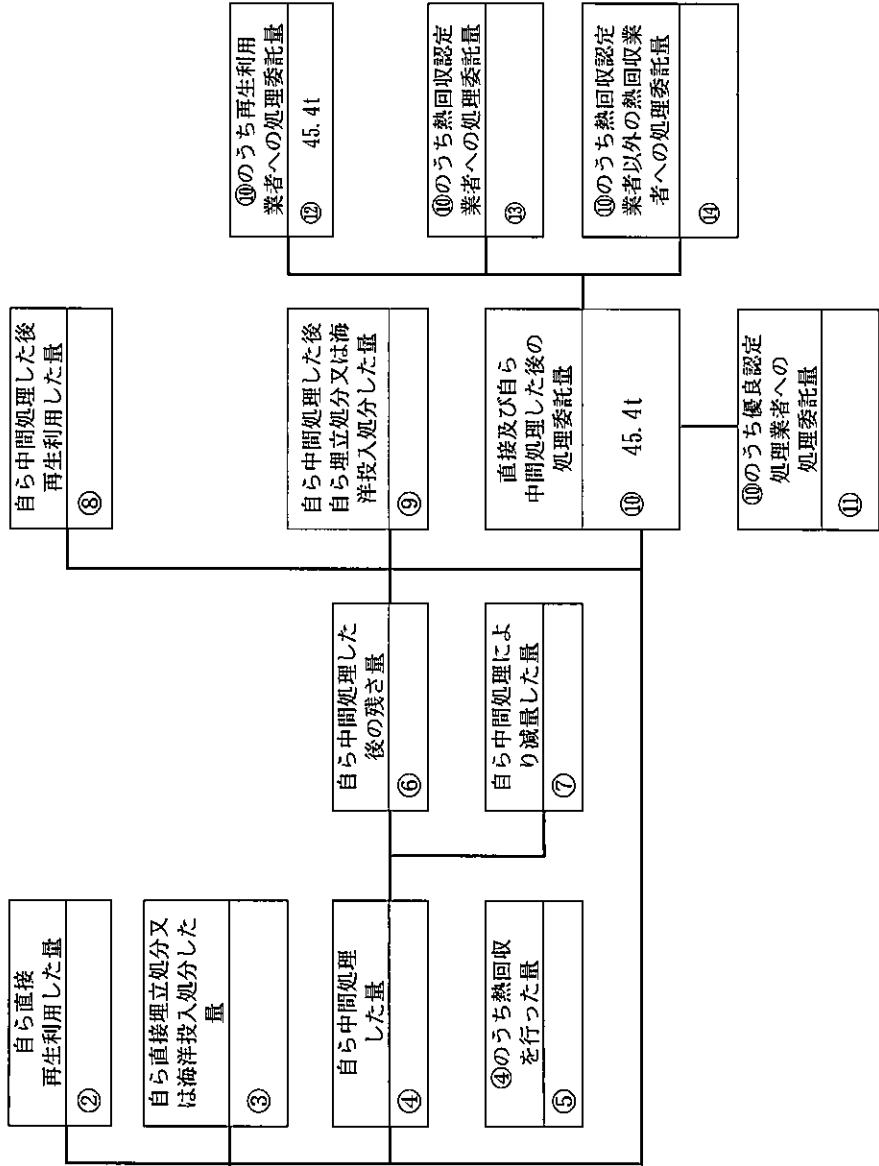 自ら直接
再生利用した量
②
自ら直接埋立処分又
は海洋投入処分した
量
③
自ら中間処理
した量
④
④のうち熱回収
を行った量
⑤
自ら中間処理した
後の残さ量
⑥
自ら中間処理によ
り減量した量
⑦
自ら中間処理した後
再生利用した量
⑧
自ら中間処理した後
自ら埋立処分又は海
洋投入処分した量
⑨
直接及び自ら
中間処理した後の
処理委託量
⑩ 45.4t
⑩のうち優良認定
処理業者への
処理委託量
⑪
⑩のうち再生利用
業者への処理委託量
⑫ 45.4t
⑩のうち熱回収認定
業者への処理委託量
⑬
⑩のうち熱回収認定
業者以外の熱回収業
者への処理委託量
⑭